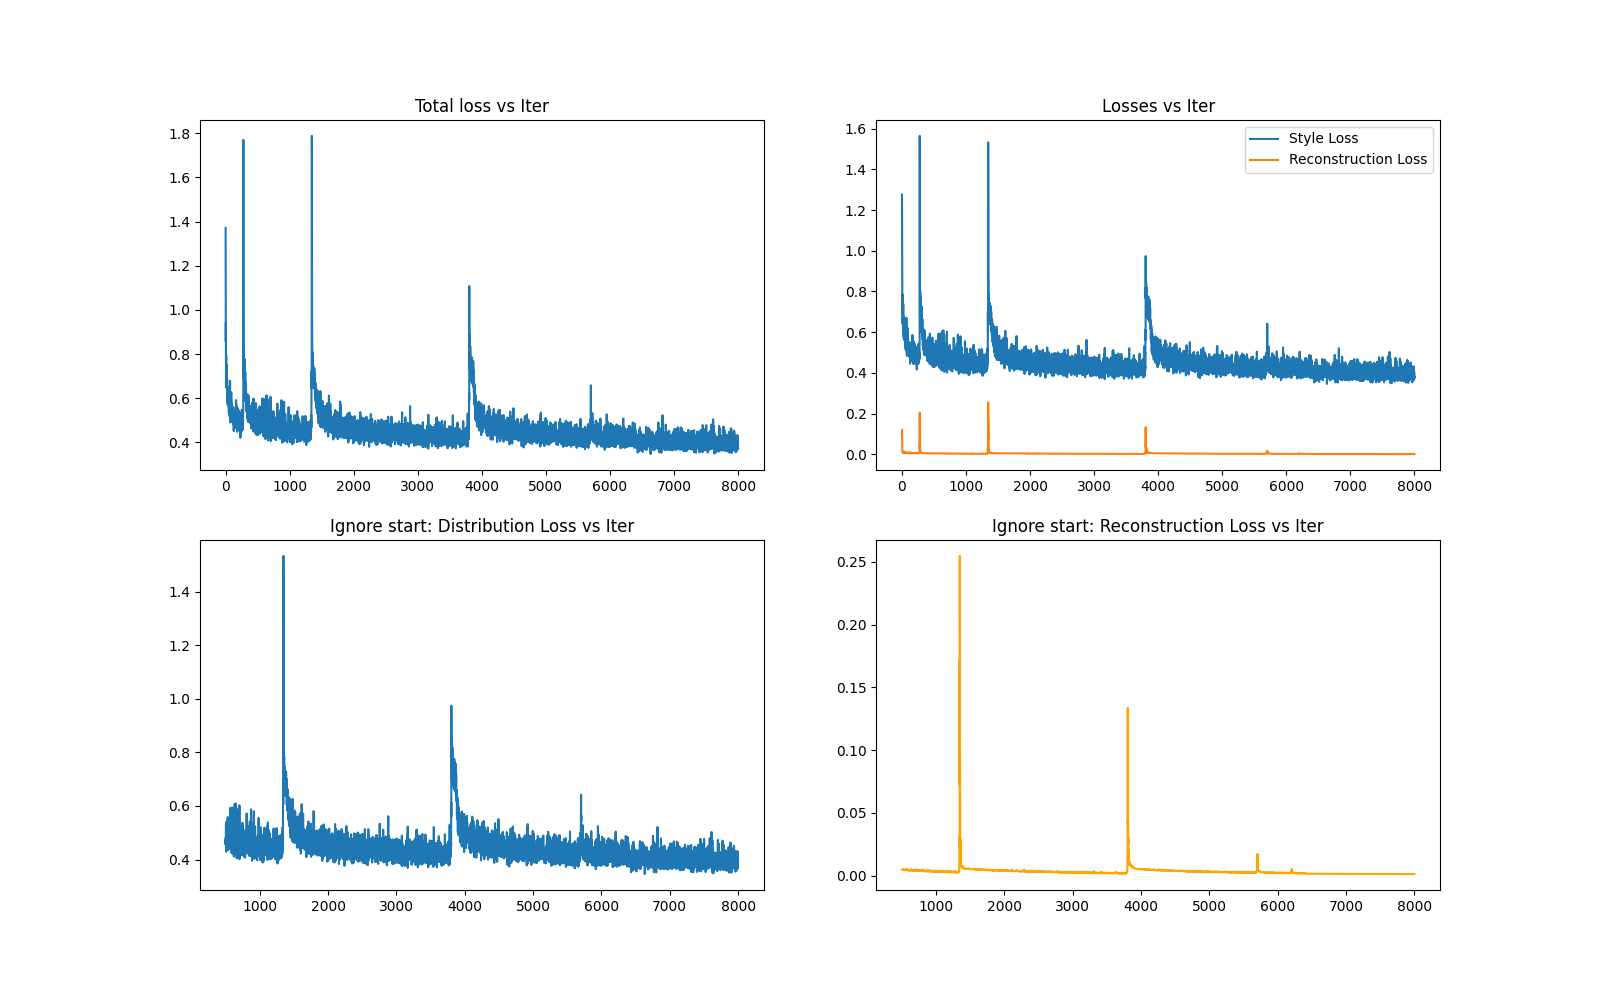 Total loss vs Iter
1.8
1.6
1.4
1.2
1.0
0.8
0.6
0.4
0 1000 2000 3000 4000 5000 6000 7000 8000
Losses vs Iter
Style Loss
Reconstruction Loss
1.6
1.4
1.2
1.0
0.8
0.6
0.4
0.2
0.0
0 1000 2000 3000 4000 5000 6000 7000 8000
Ignore start: Distribution Loss vs Iter
1.4
1.2
1.0
0.8
0.6
0.4
1000 2000 3000 4000 5000 6000 7000 8000
Ignore start: Reconstruction Loss vs Iter
0.25
0.20
0.15
0.10
0.05
0.00
1000 2000 3000 4000 5000 6000 7000 8000